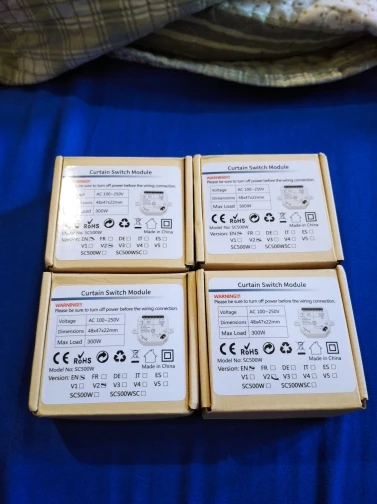 Curtain Switch Module
WARNING!!!
Please be sure to turn off power before the wiring connection.
Voltage AC 100~250V
Dimensions 48x47x22mm
Max Load 300W
CE RoHS
Made in China
Model No: SC500W
Version: EN FR DE IT ES
V1 V2 V3 V4 V5
SC500W SC500WSC
Curtain Switch Module
WARNING!!!
Please be sure to turn off power before the wiring connection.
Voltage AC 100~250V
Dimensions 48x47x22mm
Max Load 300W
CE RoHS
Made in China
Model No: SC500W
Version: EN FR DE IT ES
V1 V2 V3 V4 V5
SC500W SC500WSC
Curtain Switch Module
WARNING!!!
Please be sure to turn off power before the wiring connection.
Voltage AC 100~250V
Dimensions 48x47x22mm
Max Load 300W
CE RoHS
Made in China
Model No: SC500W
Version: EN FR DE IT ES
V1 V2 V3 V4 V5
SC500W SC500WSC
Curtain Switch Module
WARNING!!!
Please be sure to turn off power before the wiring connection.
Voltage AC 100~250V
Dimensions 48x47x22mm
Max Load 300W
CE RoHS
Made in China
Model No: SC500W
Version: EN FR DE IT ES
V1 V2 V3 V4 V5
SC500W SC500WSC